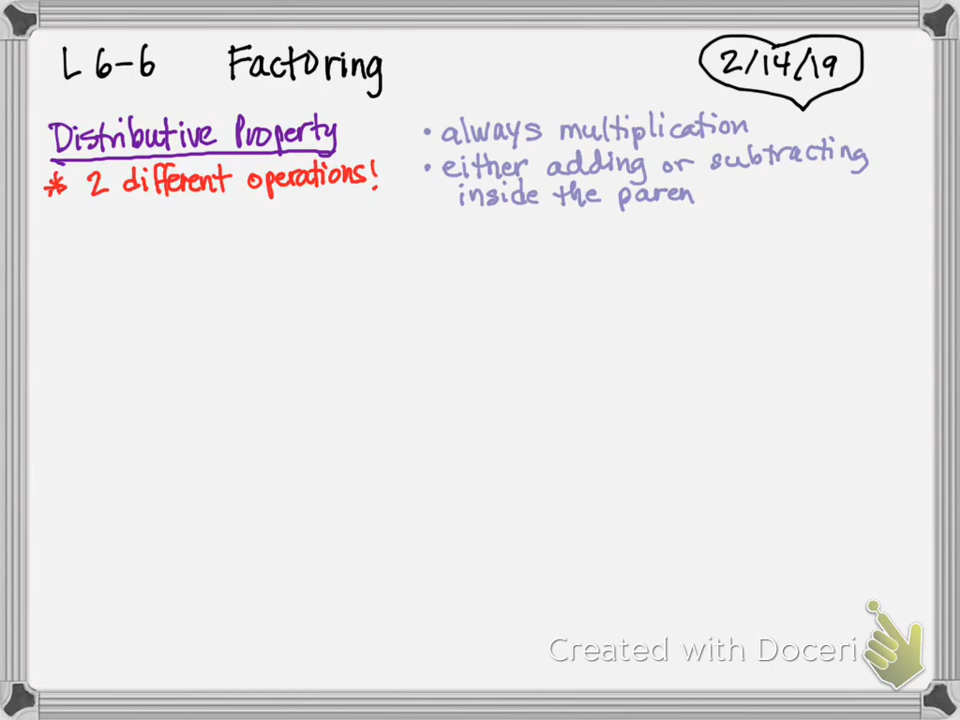 L 6-6 Factoring 2/14/19
Distributive Property
* 2 different operations!
• always multiplication
• either adding or subtracting
inside the paren
Created with Doceri